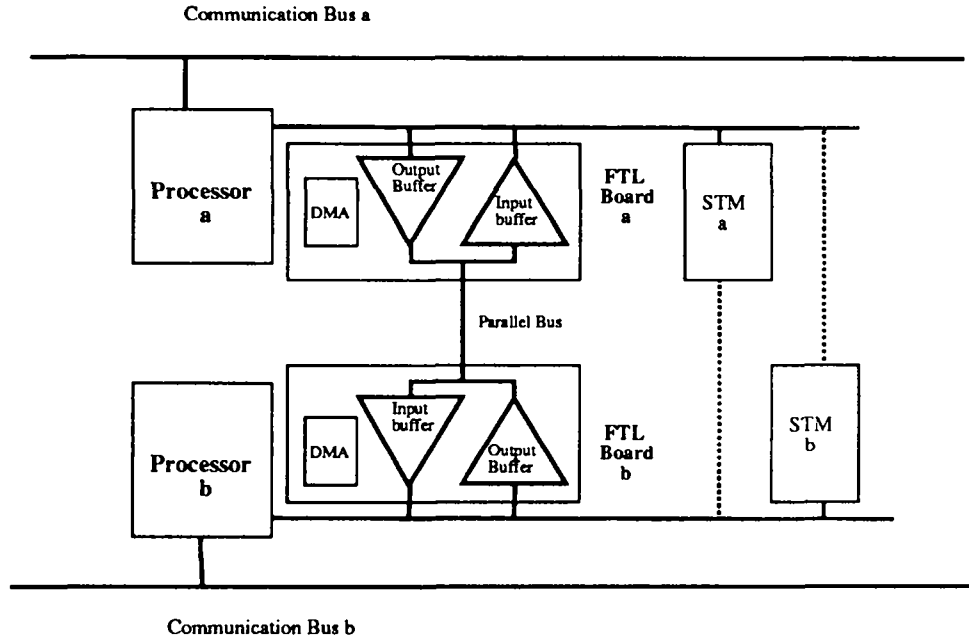 Communication Bus a
Processor
a
DMA
Output
Buffer
Input
buffer
FTL
Board
a
STM
a
Parallel Bus
Processor
b
DMA
Input
buffer
Output
Buffer
FTL
Board
b
STM
b
Communication Bus b